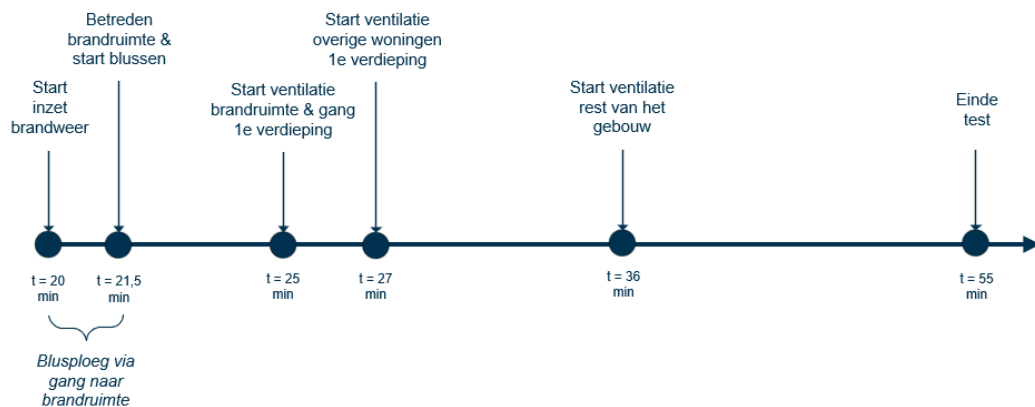 Start
inzet
brandweer
Betreden
brandruimte &
start blussen
Start ventilatie
brandruimte & gang
1e verdieping
Start ventilatie
overige woningen
1e verdieping
Start ventilatie
rest van het
gebouw
Einde
test
t = 20
min
t = 21,5
min
t = 25
min
t = 27
min
t = 36
min
t = 55
min
Blusploeg via
gang naar
brandruimte